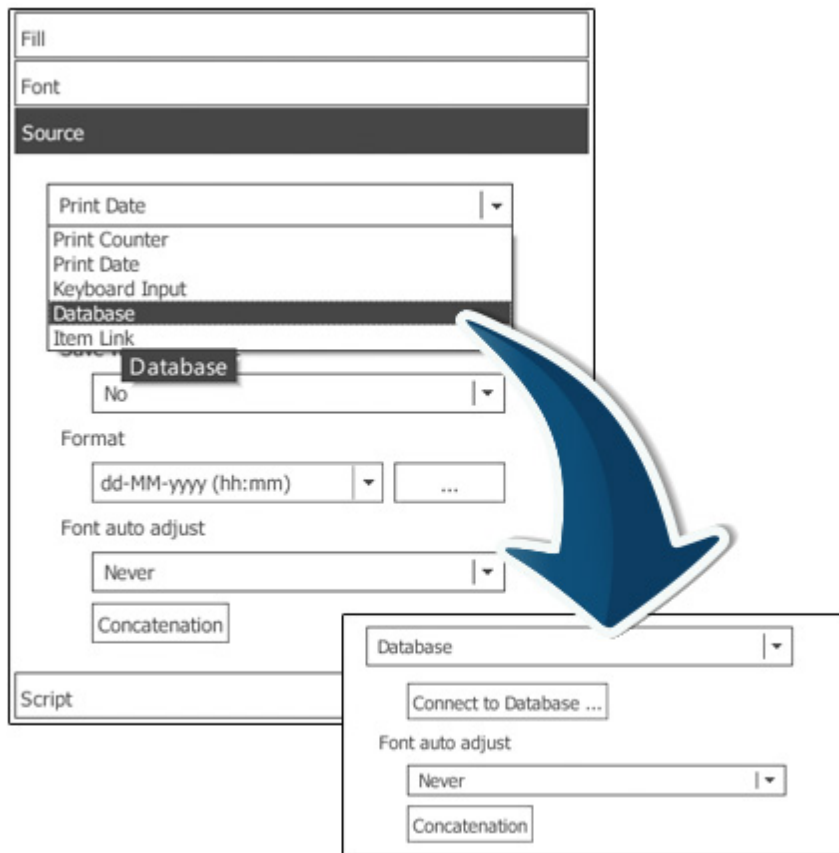 Fill
Font
Source
Print Date
Print Counter
Print Date
Keyboard Input
Database
Item Link
Database
No
Format
dd-MM-yyyy (hh:mm) ...
Font auto adjust
Never
Concatenation
Script
Database
Connect to Database ...
Font auto adjust
Never
Concatenation